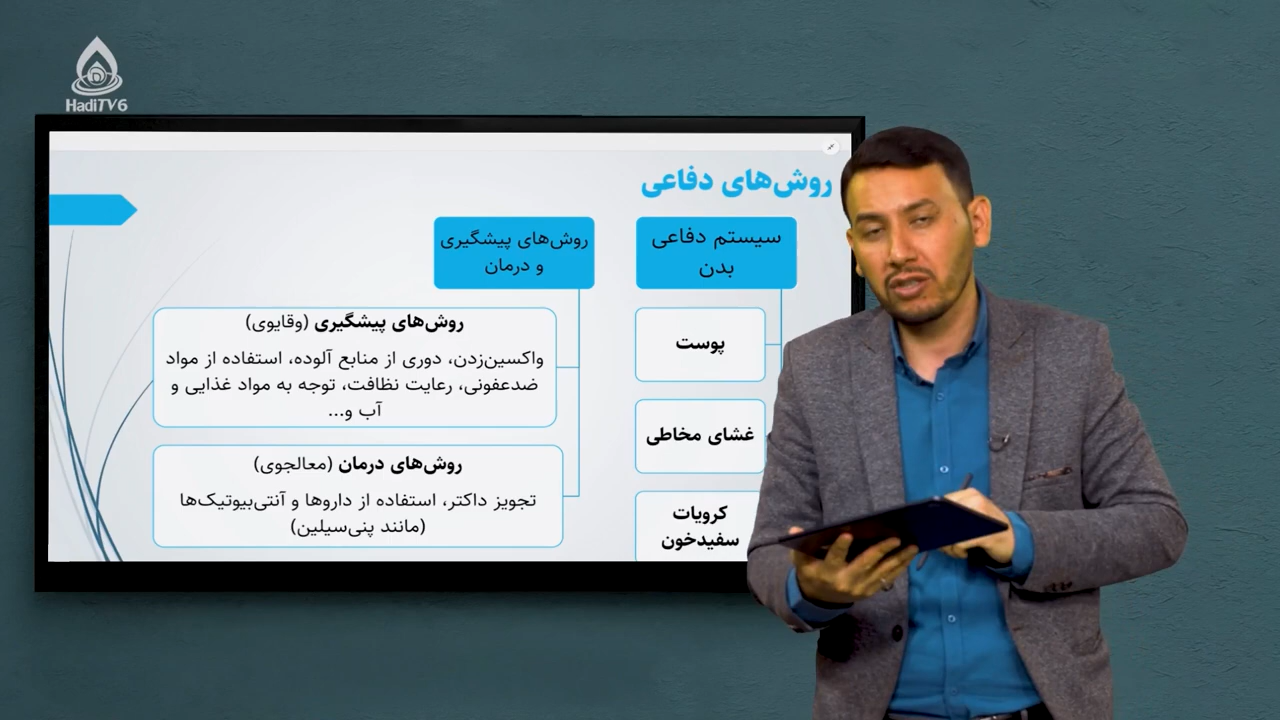 HadiTV6
روش‌های دفاعی
سیستم دفاعی
بدن
پوست
غشای مخاطی
کرویات
سفیدخون
روش‌های پیشگیری
و درمان
روش‌های پیشگیری (وقایوی)
واکسین‌زدن، دوری از منابع آلوده، استفاده از مواد
ضدعفونی، رعایت نظافت، توجه به مواد غذایی و
آب و...
روش‌های درمان (معالجوی)
تجویز داکتر، استفاده از داروها و آنتی‌بیوتیک‌ها
(مانند پنی‌سیلین)